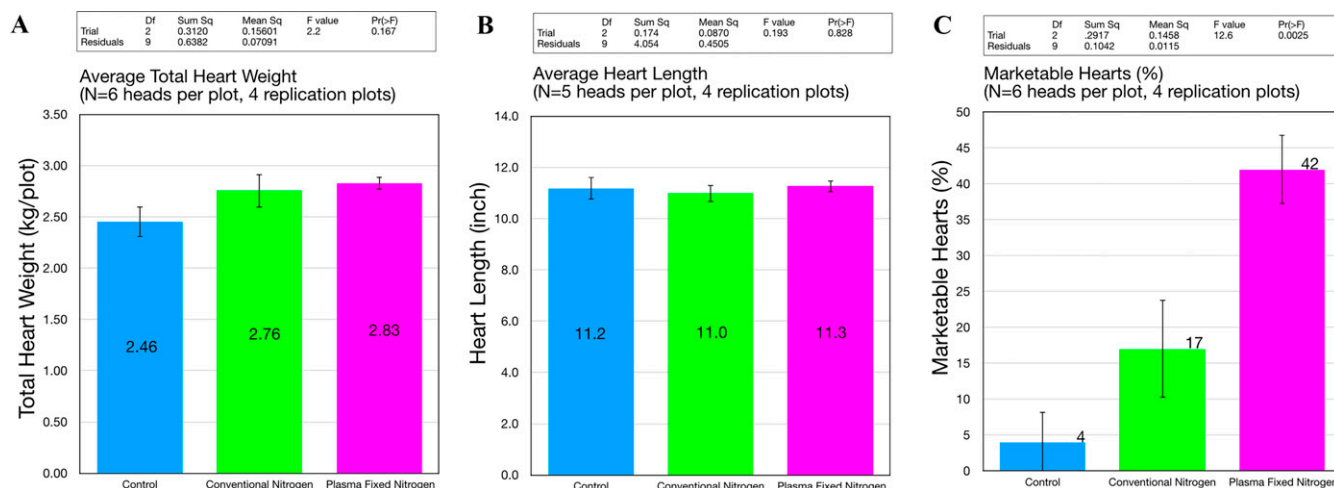 A
Df Sum Sq Mean Sq F value Pr(>F)
Trial 2 0.3120 0.15601 2.2 0.167
Residuals 9 0.6382 0.07091
Average Total Heart Weight
(N=6 heads per plot, 4 replication plots)
Total Heart Weight (kg/plot)
3.50
3.00
2.50
2.00
1.50
1.00
0.50
0.00
2.46
2.76
2.83
Control Conventional Nitrogen Plasma Fixed Nitrogen
B
Df Sum Sq Mean Sq F value Pr(>F)
Trial 2 0.174 0.0870 0.193 0.828
Residuals 9 4.054 0.4505
Average Heart Length
(N=5 heads per plot, 4 replication plots)
Heart Length (inch)
14.0
12.0
10.0
8.0
6.0
4.0
2.0
0.0
11.2
11.0
11.3
Control Conventional Nitrogen Plasma Fixed Nitrogen
C
Df Sum Sq Mean Sq F value Pr(>F)
Trial 2 .2917 0.1458 12.6 0.0025
Residuals 9 0.1042 0.0115
Marketable Hearts (%)
(N=6 heads per plot, 4 replication plots)
Marketable Hearts (%)
50
45
40
35
30
25
20
15
10
5
0
4
17
42
Control Conventional Nitrogen Plasma Fixed Nitrogen